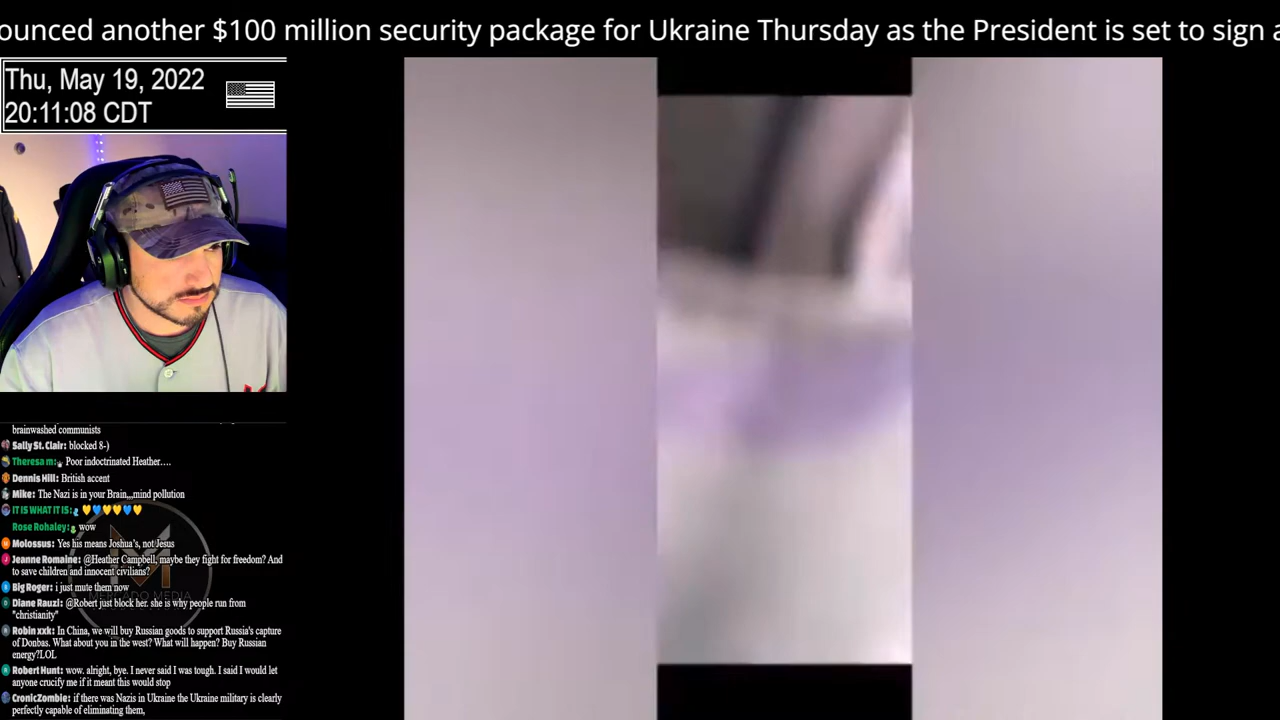 ounced another $100 million security package for Ukraine Thursday as the President is set to sign a
Thu, May 19, 2022
20:11:08 CDT
brainwashed communists
Sally St. Clair: blocked 8-)
Theresa m: Poor indoctrinated Heather….
Dennis Hill: British accent
Mike: The Nazi is in your Brain,,,mind pollution
IT IS WHAT IT IS: 💛💙💛💛💙💛
Rose Rohaley: wow
Molossus: Yes his means Joshua's, not Jesus
Jeanne Romaine: @Heather Campbell, maybe they fight for freedom? And
to save children and innocent civilians?
Big Roger: i just mute them now
MERCADO MEDIA
Diane Rauzi: @Robert just block her. she is why people run from
"christianity"
Robin xxk: In China, we will buy Russian goods to support Russia's capture
of Donbas. What about you in the west? What will happen? Buy Russian
energy?LOL
Robert Hunt: wow. alright, bye. I never said I was tough. I said I would let
anyone crucify me if it meant this would stop
CronicZombie: if there was Nazis in Ukraine the Ukraine military is clearly
perfectly capable of eliminating them,